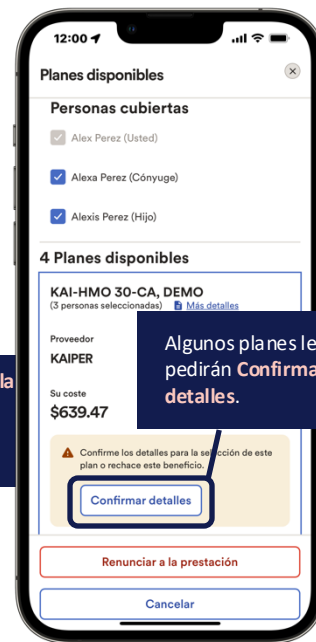 12:00
Planes disponibles
Personas cubiertas
Alex Perez (Usted)
Alexa Perez (Cónyuge)
Alexis Perez (Hijo)
4 Planes disponibles
KAI-HMO 30-CA, DEMO
(3 personas seleccionadas) Más detalles
Proveedor
KAIPER
Su coste
$639.47
la
Algunos planes le
pedirán Confirma
detalles.
Confirme los detalles para la selección de este
plan o rechace este beneficio.
Confirmar detalles
Renunciar a la prestación
Cancelar